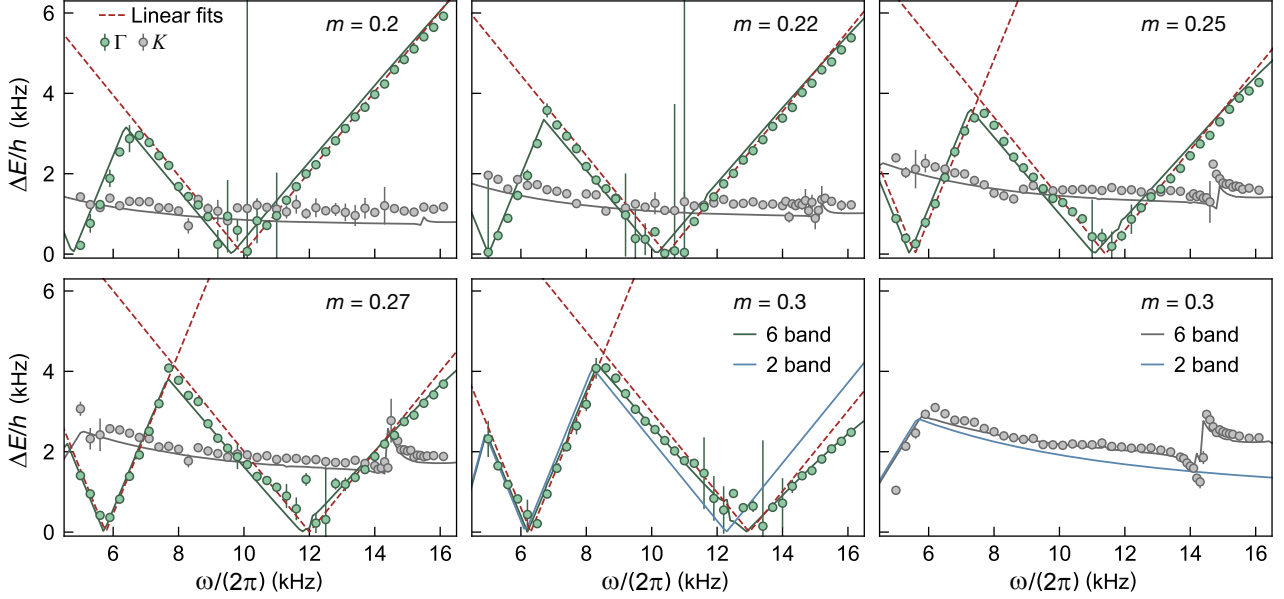 Linear fits
Γ K
m = 0.2
m = 0.22
m = 0.25
6
4
2
0
ΔE/h (kHz)
m = 0.27
m = 0.3
6 band
2 band
m = 0.3
6 band
2 band
6
4
2
0
ΔE/h (kHz)
6 8 10 12 14 16
6 8 10 12 14 16
6 8 10 12 14 16
ω/(2π) (kHz)
ω/(2π) (kHz)
ω/(2π) (kHz)